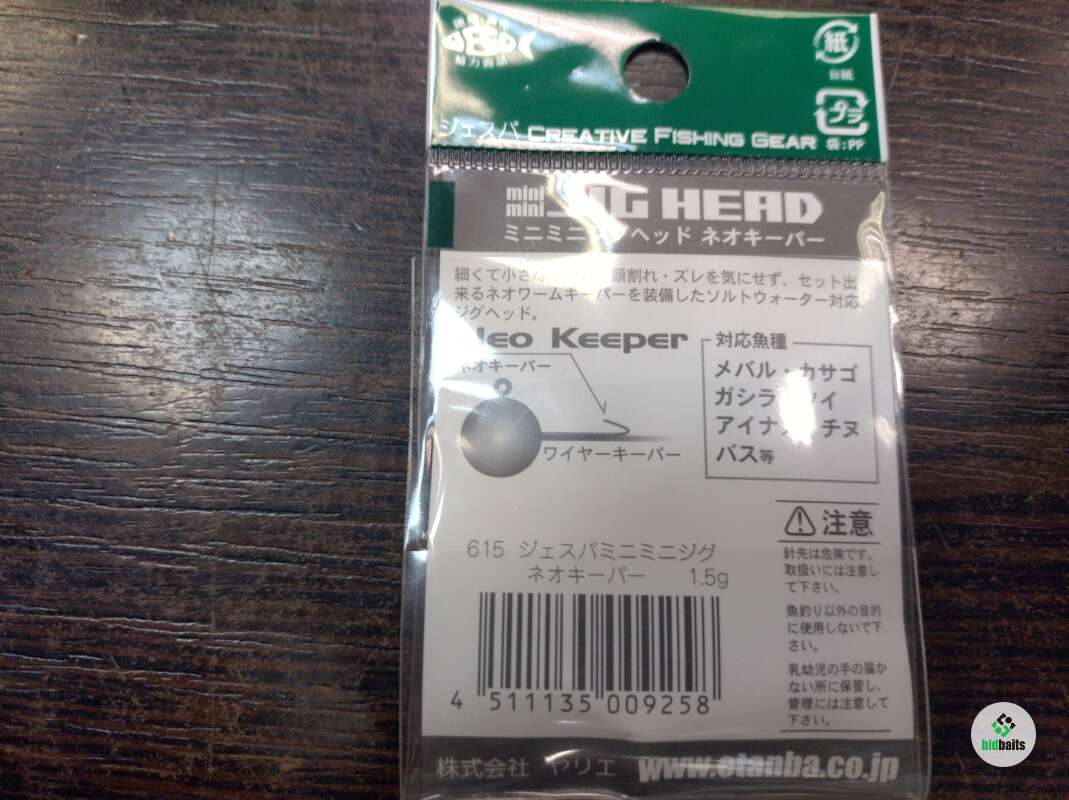 協力商品
紙
台紙
プラ
袋:PP
ジェスパ CREATIVE FISHING GEAR
mini
mini
JIG HEAD
ミニミニ ヘッド ネオキーパー
細くて小さな 頭割れ・ズレを気にせず、セット出
来るネオワームキーパーを装備したソルトウォーター対応
ジグヘッド。
Neo Keeper
ネオキーパー
ワイヤーキーパー
対応魚種
メバル・カサゴ
ガシラ
アイナ チヌ
バス等
注意
針先は危険です。
取扱いには注意し
て下さい。
魚釣り以外の目的
に使用しないで下
さい。
乳幼児の手の届か
ない所に保管し、
管理には注意して
下さい。
615 ジェスパミニミニジグ
ネオキーパー 1.5g
4 511135 009258
株式会社 ヤリエ www.etanba.co.jp
bidbaits